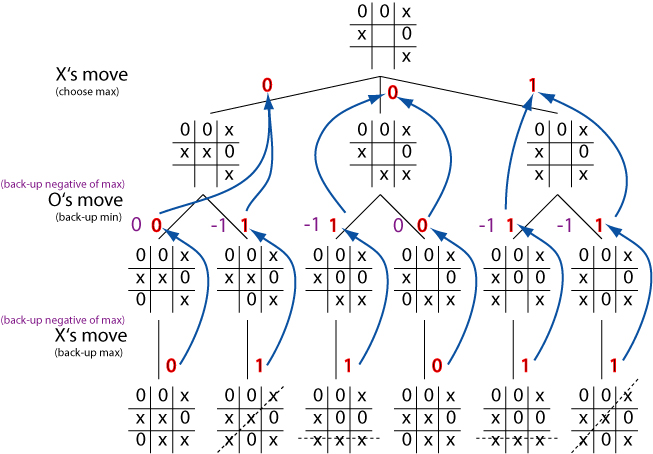 0 0 x
x 0
x
X's move
(choose max)
0 0 1
0 0 x 0 0 x 0 0 x
x x 0 x 0 x 0
x x x x x
(back-up negative of max)
O's move
(back-up min)
0 0 -1 1 -1 1 0 0 -1 1 -1 1
0 0 x 0 0 x 0 0 x 0 0 x 0 0 x 0 0 x
x x 0 x x 0 x 0 0 x 0 x 0 0 x 0
0 x 0 x x x 0 x x x x x 0 x
(back-up negative of max)
X's move
(back-up max)
0 1 1 0 1 1
0 0 x 0 0 x 0 0 x 0 0 x 0 0 x 0 0 x
x x 0 x x 0 x 0 0 x x 0 x 0 0 x x 0
0 x x x 0 x x x x 0 x x x x x x 0 x